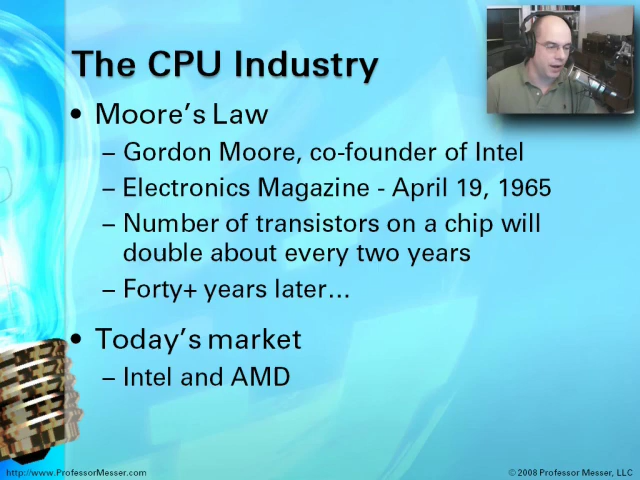 The CPU Industry
• Moore's Law
– Gordon Moore, co-founder of Intel
– Electronics Magazine - April 19, 1965
– Number of transistors on a chip will
double about every two years
– Forty+ years later…
• Today's market
– Intel and AMD
http://www.ProfessorMesser.com
© 2008 Professor Messer, LLC